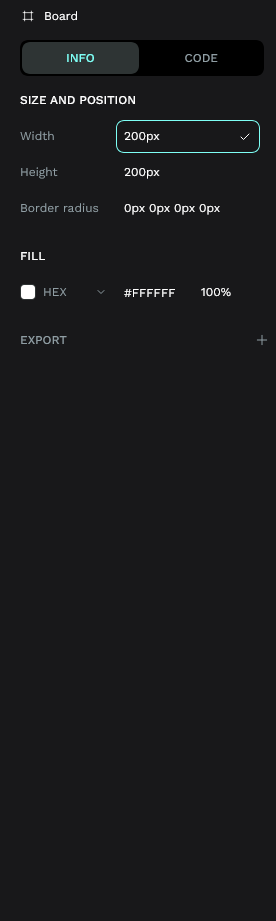 Board
INFO CODE
SIZE AND POSITION
Width 200px
Height 200px
Border radius 0px 0px 0px 0px
FILL
HEX #FFFFFF 100%
EXPORT